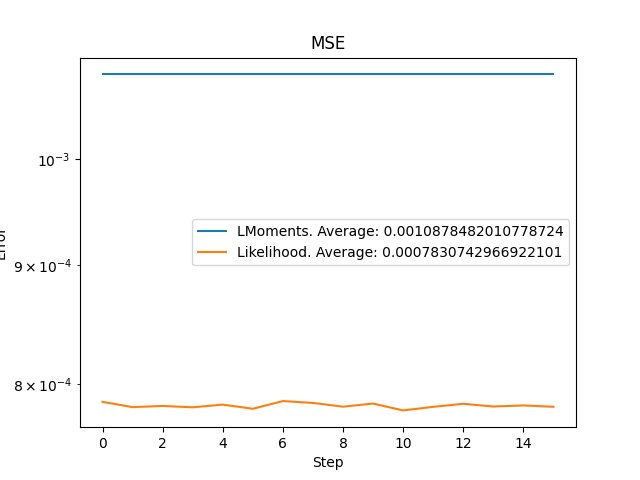 MSE
10⁻³
9 × 10⁻⁴
8 × 10⁻⁴
Error
LMoments. Average: 0.0010878482010778724
Likelihood. Average: 0.0007830742966922101
0 2 4 6 8 10 12 14
Step